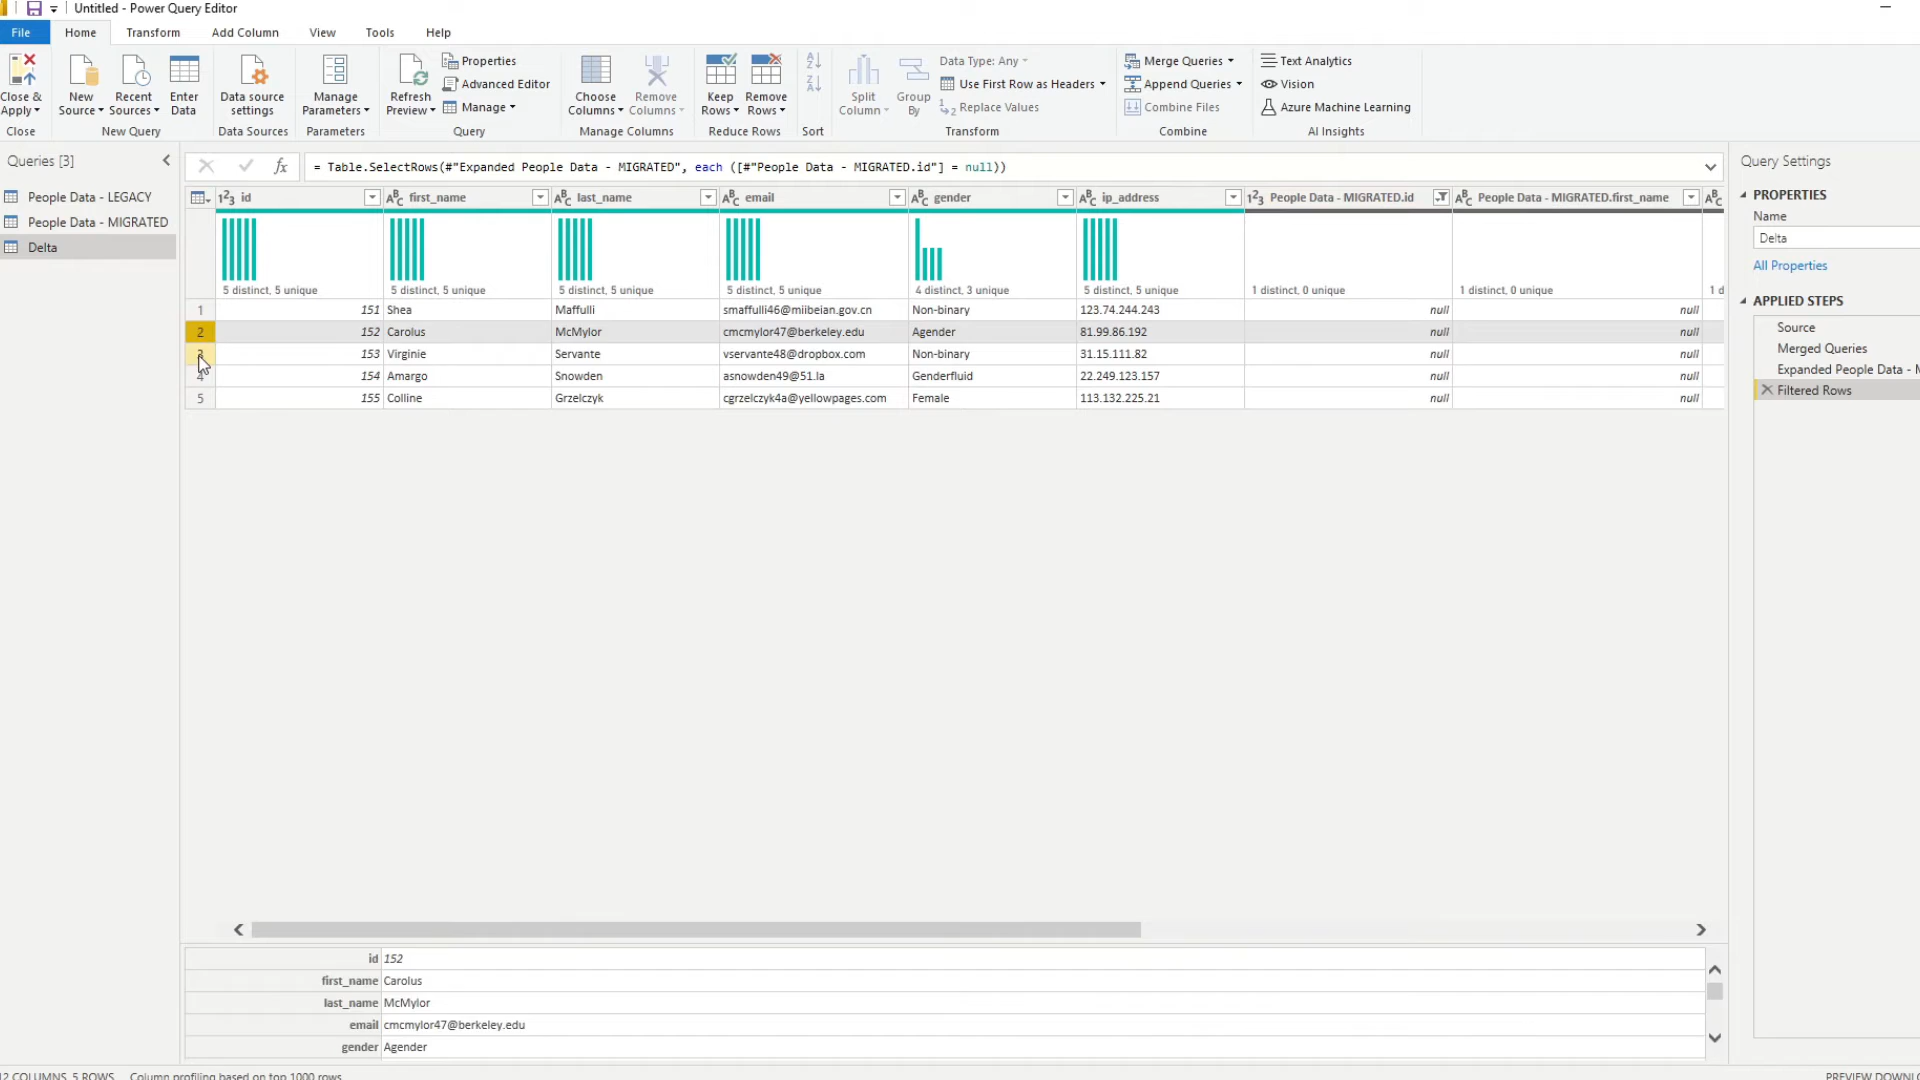 Untitled - Power Query Editor
File Home Transform Add Column View Tools Help
Close & Apply
New Source
Recent Sources
Enter Data
Data source settings
Manage Parameters
Refresh Preview
Properties
Advanced Editor
Manage
Choose Columns
Remove Columns
Keep Rows
Remove Rows
Split Column
Group By
Data Type: Any
Use First Row as Headers
Replace Values
Merge Queries
Append Queries
Combine Files
Text Analytics
Vision
Azure Machine Learning
Close New Query Data Sources Parameters Query Manage Columns Reduce Rows Sort Transform Combine AI Insights
Queries [3]
People Data - LEGACY
People Data - MIGRATED
Delta
= Table.SelectRows(#"Expanded People Data - MIGRATED", each ([#"People Data - MIGRATED.id"] = null))
id first_name last_name email gender ip_address People Data - MIGRATED.id People Data - MIGRATED.first_name
5 distinct, 5 unique 5 distinct, 5 unique 5 distinct, 5 unique 5 distinct, 5 unique 4 distinct, 3 unique 5 distinct, 5 unique 1 distinct, 0 unique 1 distinct, 0 unique 1 d
1 151 Shea Maffulli smaffulli46@miibeian.gov.cn Non-binary 123.74.244.243 null null
2 152 Carolus McMylor cmcmylor47@berkeley.edu Agender 81.99.86.192 null null
3 153 Virginie Servante vservante48@dropbox.com Non-binary 31.15.111.82 null null
4 154 Amargo Snowden asnowden49@51.la Genderfluid 22.249.123.157 null null
5 155 Colline Grzelczyk cgrzelczyk4a@yellowpages.com Female 113.132.225.21 null null
id 152
first_name Carolus
last_name McMylor
email cmcmylor47@berkeley.edu
gender Agender
Query Settings
PROPERTIES
Name
Delta
All Properties
APPLIED STEPS
Source
Merged Queries
Expanded People Data - M
Filtered Rows
12 COLUMNS, 5 ROWS Column profiling based on top 1000 rows
PREVIEW DOWNLO